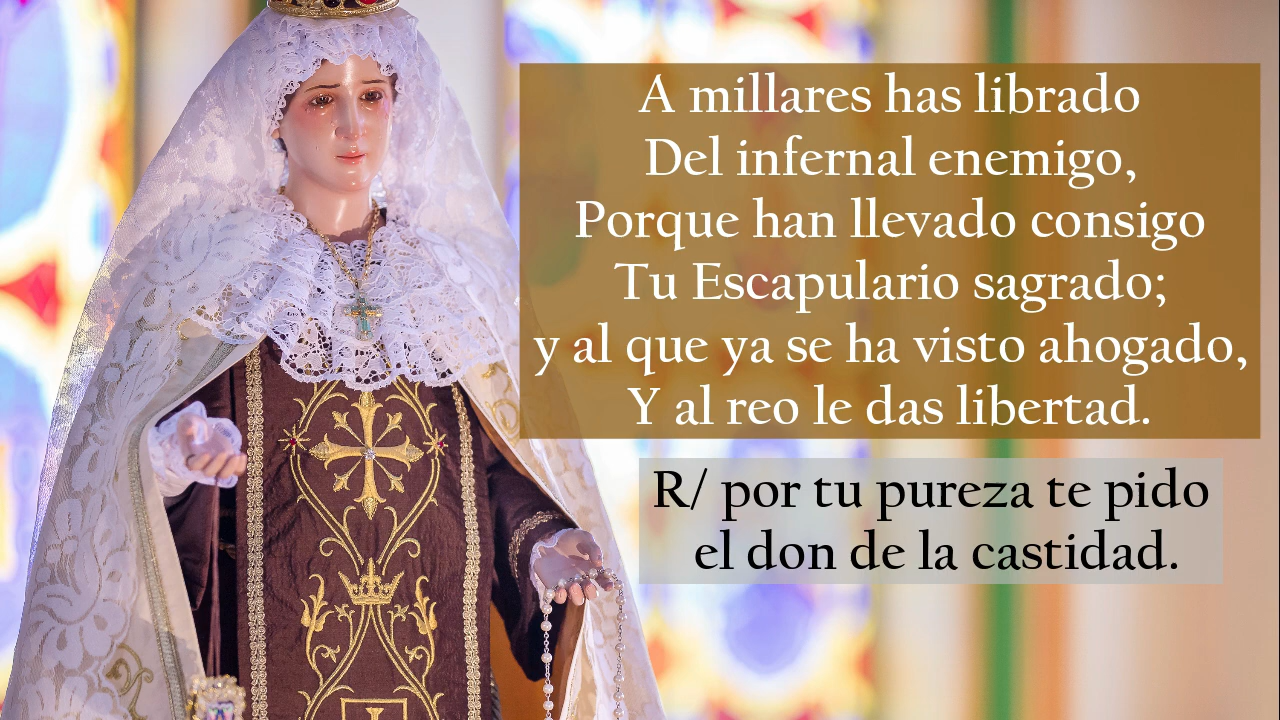 A millares has librado
Del infernal enemigo,
Porque han llevado consigo
Tu Escapulario sagrado;
y al que ya se ha visto ahogado,
Y al reo le das libertad.
R/ por tu pureza te pido
el don de la castidad.